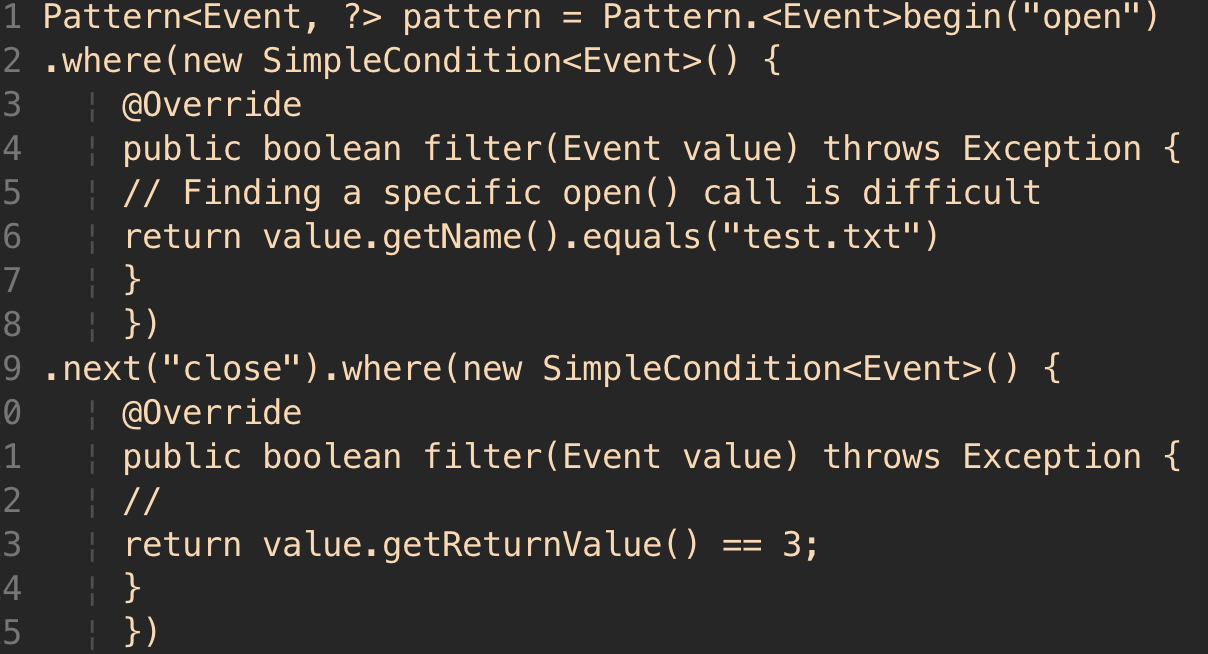 1 Pattern<Event, ?> pattern = Pattern.<Event>begin("open")
2 .where(new SimpleCondition<Event>() {
3 @Override
4 public boolean filter(Event value) throws Exception {
5 // Finding a specific open() call is difficult
6 return value.getName().equals("test.txt")
7 }
8 })
9 .next("close").where(new SimpleCondition<Event>() {
0 @Override
1 public boolean filter(Event value) throws Exception {
2 //
3 return value.getReturnValue() == 3;
4 }
5 })